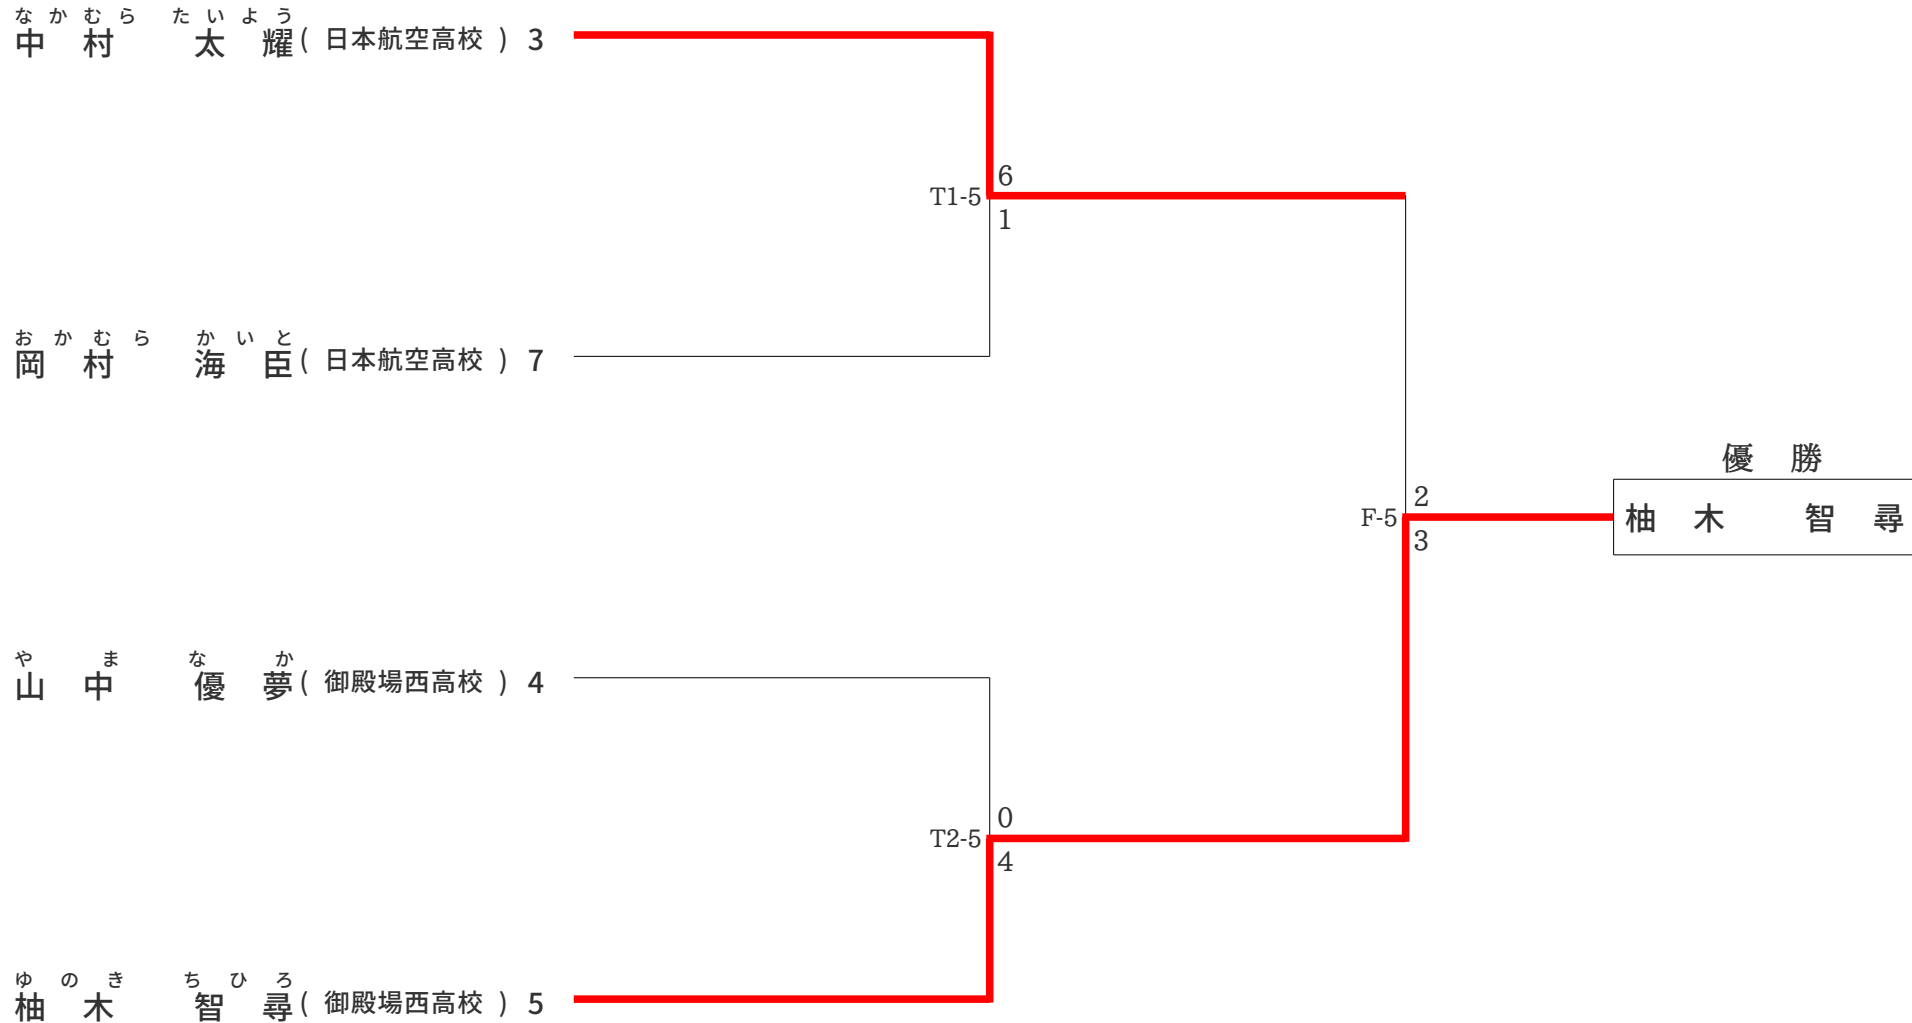 なかむら たいよう
中村 太耀 ( 日本航空高校 ) 3
6
T1-5
1
おかむら かいと
岡村 海臣 ( 日本航空高校 ) 7
優勝
2
F-5
柚木 智尋
3
やまなか
山中 優夢 ( 御殿場西高校 ) 4
0
T2-5
4
ゆのき ちひろ
柚木 智尋 ( 御殿場西高校 ) 5